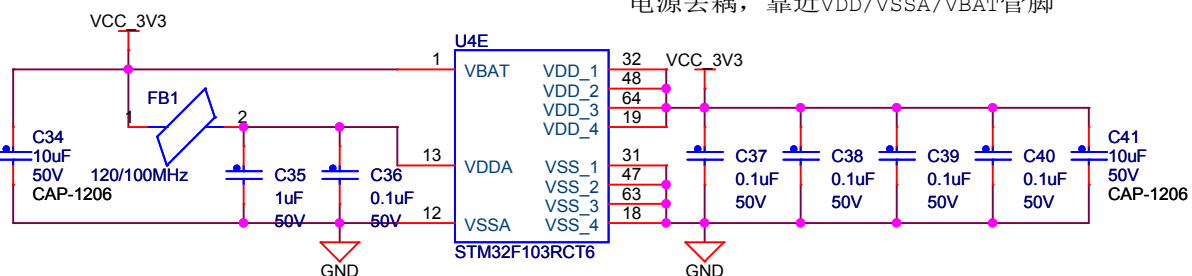 电源去耦，靠近VDD/VSSA/VBAT管脚
VCC_3V3
U4E
1
VBAT
VDD_1
32
VDD_2
48
VDD_3
64
VDD_4
19
VCC_3V3
FB1
1
2
120/100MHz
C34
10uF
50V
CAP-1206
C35
1uF
50V
C36
0.1uF
50V
13
VDDA
12
VSSA
VSS_1
31
VSS_2
47
VSS_3
63
VSS_4
18
STM32F103RCT6
GND
C37
0.1uF
50V
C38
0.1uF
50V
C39
0.1uF
50V
C40
0.1uF
50V
C41
10uF
50V
CAP-1206
GND